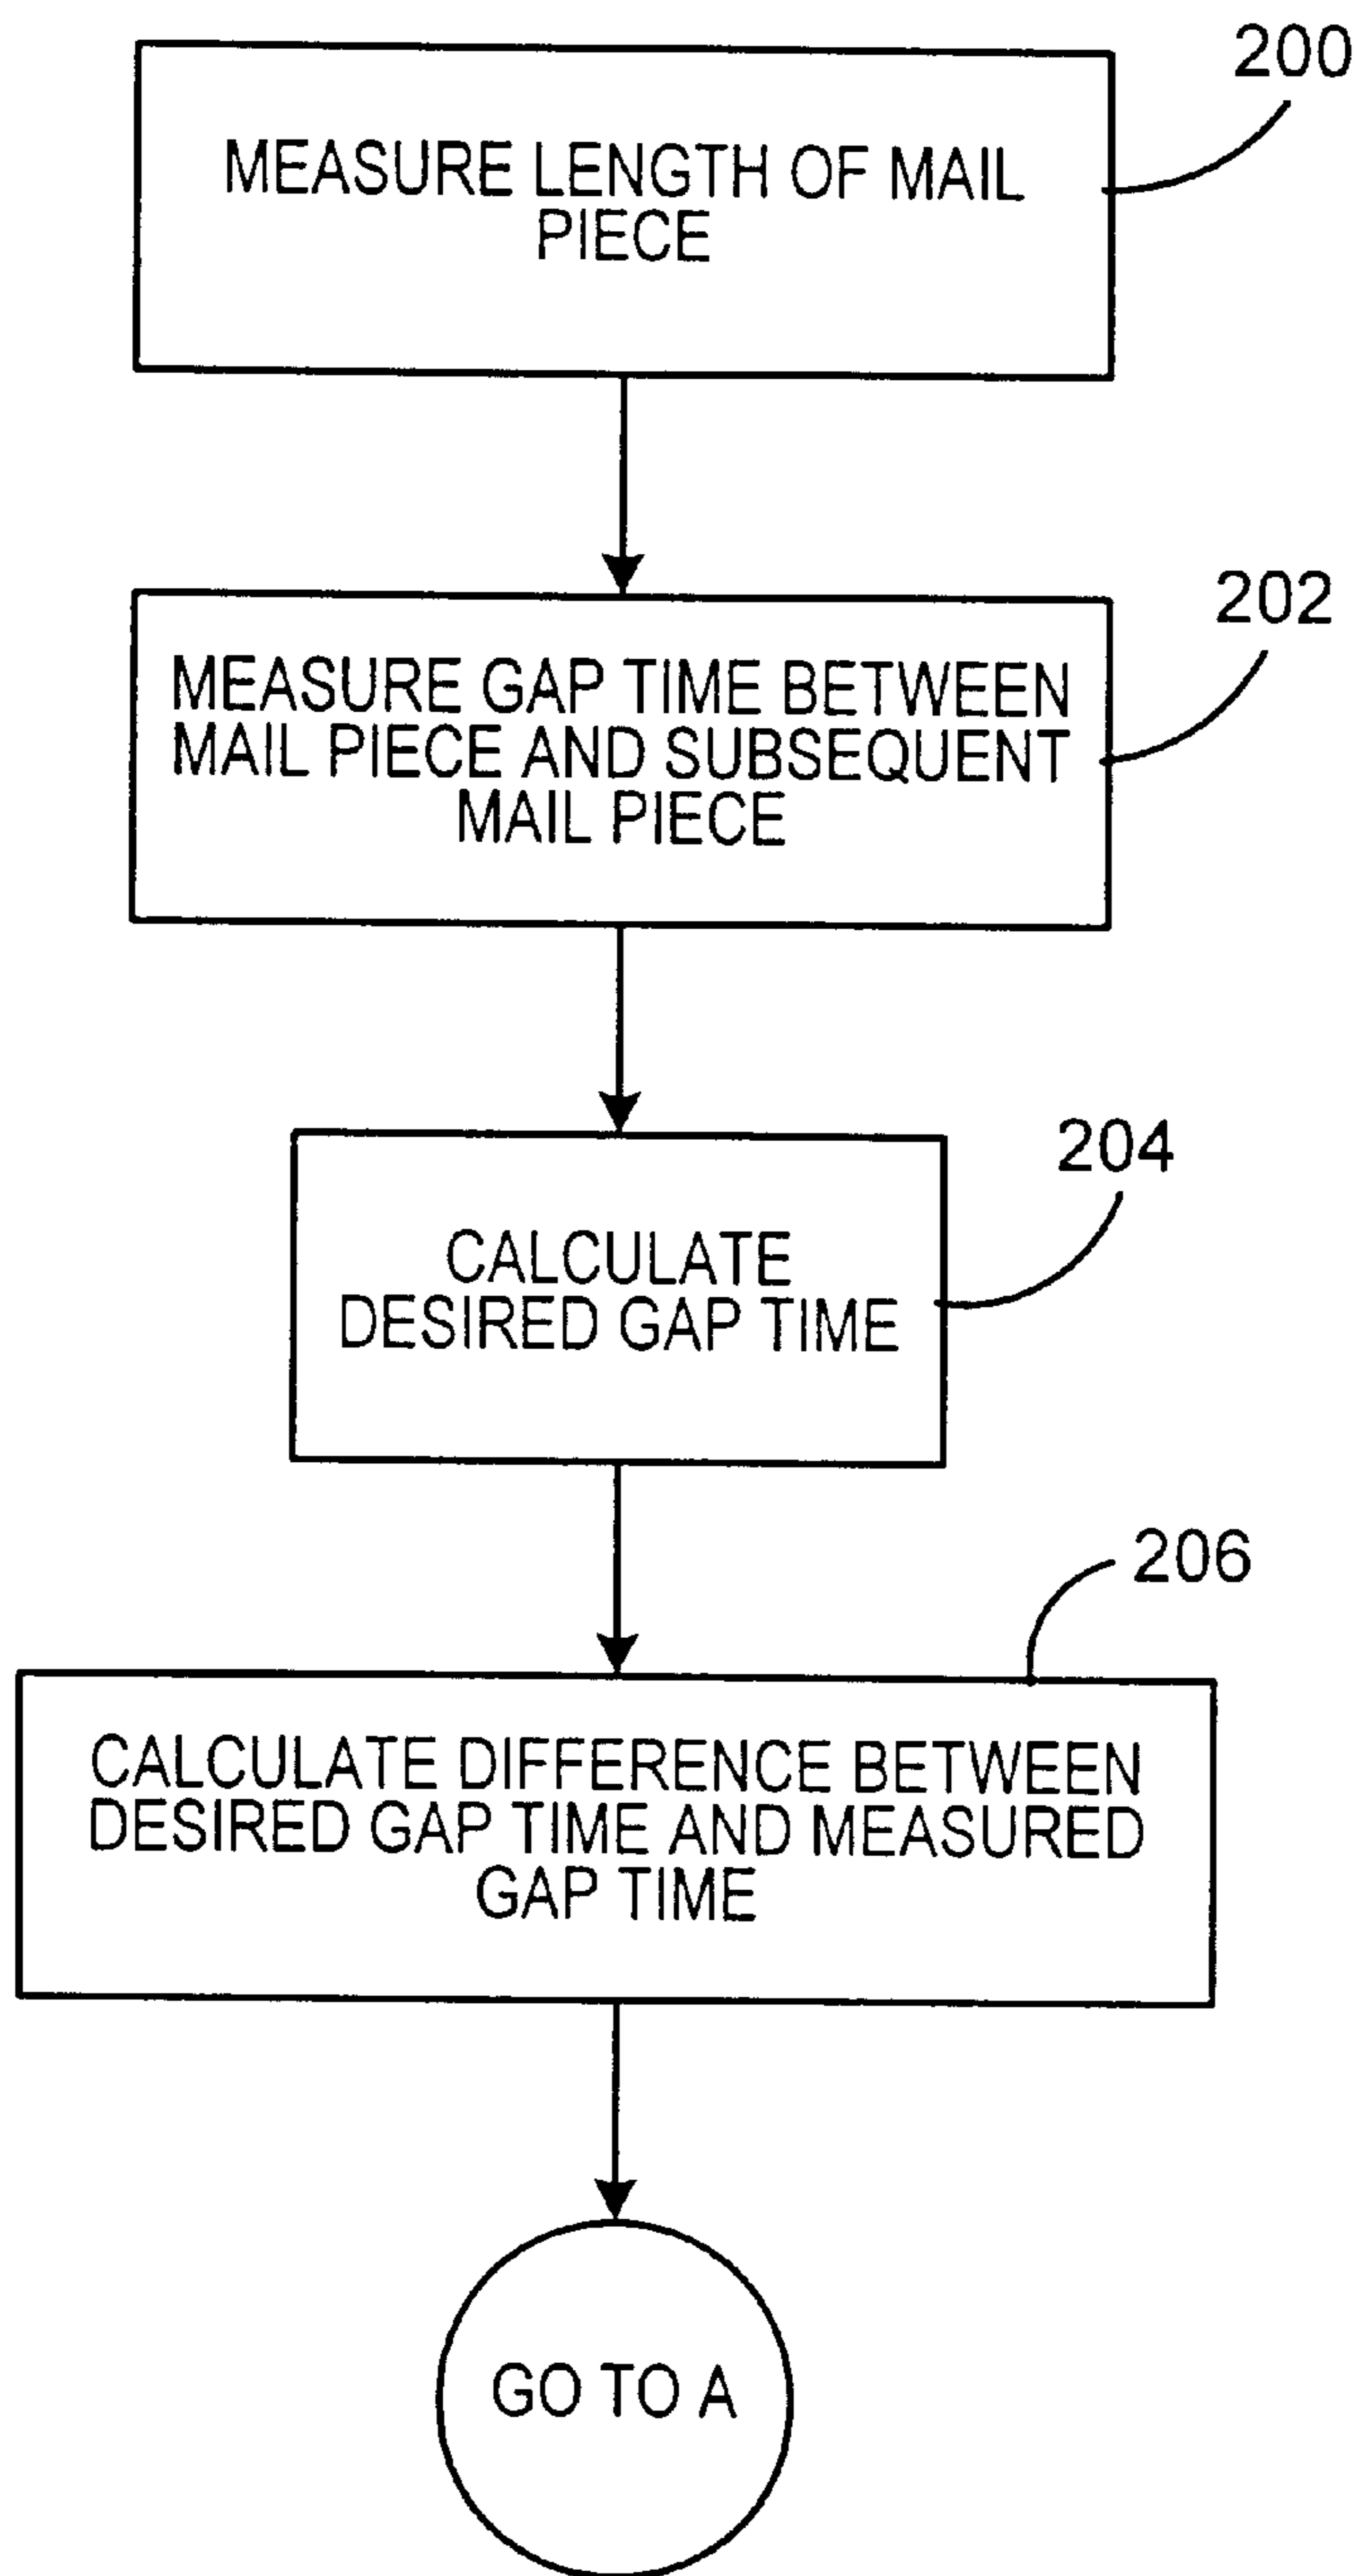 200
MEASURE LENGTH OF MAIL
PIECE
202
MEASURE GAP TIME BETWEEN
MAIL PIECE AND SUBSEQUENT
MAIL PIECE
204
CALCULATE
DESIRED GAP TIME
206
CALCULATE DIFFERENCE BETWEEN
DESIRED GAP TIME AND MEASURED
GAP TIME
GO TO A